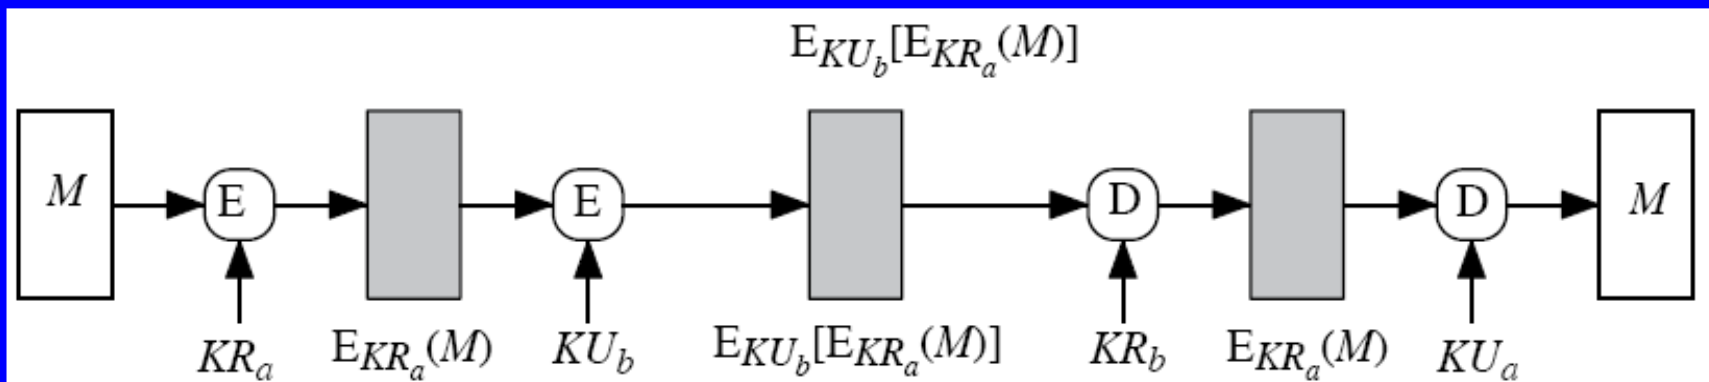 E_{KU_b}[E_{KR_a}(M)]
M E E D D M
KR_a E_{KR_a}(M) KU_b E_{KU_b}[E_{KR_a}(M)] KR_b E_{KR_a}(M) KU_a